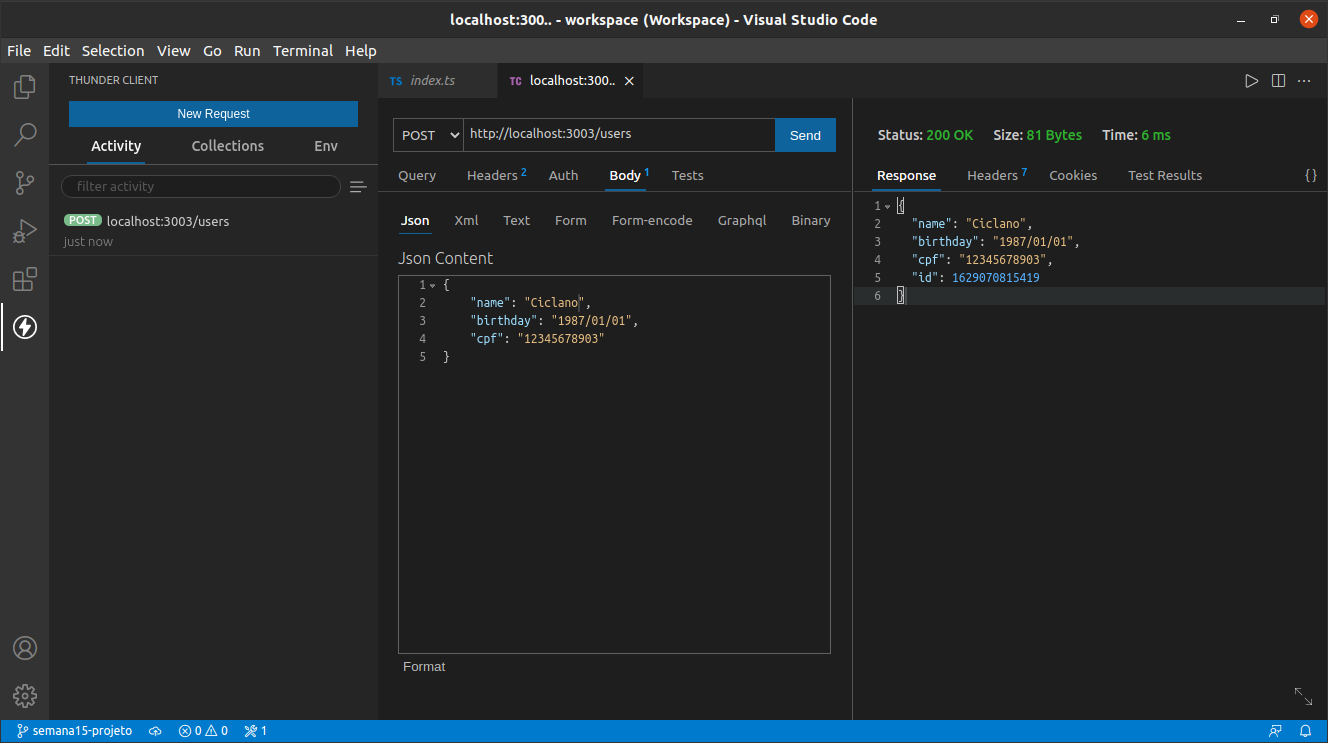 localhost:300.. - workspace (Workspace) - Visual Studio Code
File Edit Selection View Go Run Terminal Help
THUNDER CLIENT
New Request
Activity Collections Env
filter activity
POST localhost:3003/users
just now
TS index.ts
TC localhost:300..
POST http://localhost:3003/users Send
Query Headers 2 Auth Body 1 Tests
Json Xml Text Form Form-encode Graphql Binary
Json Content
1 {
2 "name": "Ciclano",
3 "birthday": "1987/01/01",
4 "cpf": "12345678903"
5 }
Format
Status: 200 OK Size: 81 Bytes Time: 6 ms
Response Headers 7 Cookies Test Results {}
1 {
2 "name": "Ciclano",
3 "birthday": "1987/01/01",
4 "cpf": "12345678903",
5 "id": 1629070815419
6 }
semana15-projeto 0 0 1